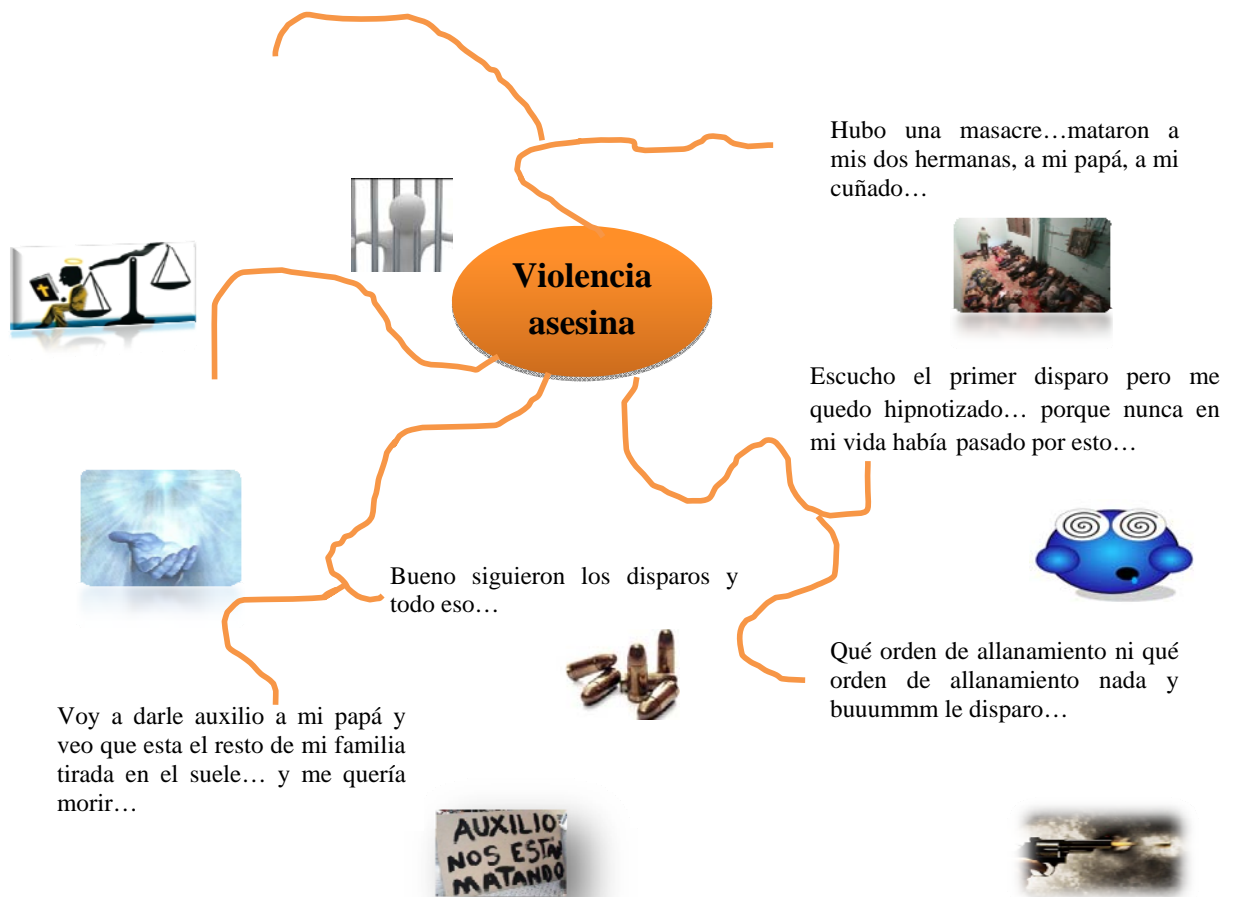 Violencia
asesina
Hubo una masacre…mataron a
mis dos hermanas, a mi papá, a mi
cuñado…
Escucho el primer disparo pero me
quedo hipnotizado… porque nunca en
mi vida había pasado por esto…
Bueno siguieron los disparos y
todo eso…
Qué orden de allanamiento ni qué
orden de allanamiento nada y
buuummm le disparo…
Voy a darle auxilio a mi papá y
veo que esta el resto de mi familia
tirada en el suele… y me quería
morir…
AUXILIO
NOS ESTÁN
MATANDO